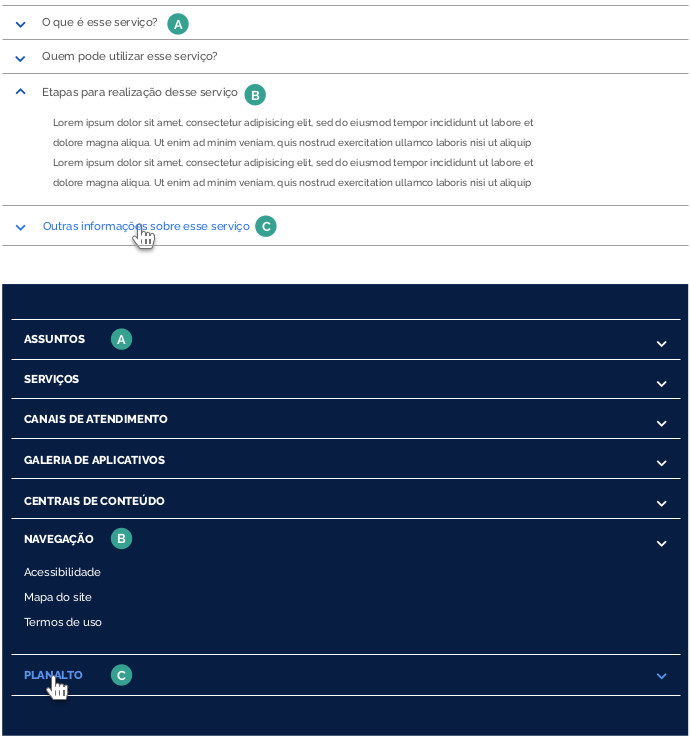 O que é esse serviço? A
Quem pode utilizar esse serviço?
Etapas para realização desse serviço B
Lorem ipsum dolor sit amet, consectetur adipisicing elit, sed do eiusmod tempor incididunt ut labore et
dolore magna aliqua. Ut enim ad minim veniam, quis nostrud exercitation ullamco laboris nisi ut aliquip
Lorem ipsum dolor sit amet, consectetur adipisicing elit, sed do eiusmod tempor incididunt ut labore et
dolore magna aliqua. Ut enim ad minim veniam, quis nostrud exercitation ullamco laboris nisi ut aliquip
Outras informações sobre esse serviço C
ASSUNTOS A
SERVIÇOS
CANAIS DE ATENDIMENTO
GALERIA DE APLICATIVOS
CENTRAIS DE CONTEÚDO
NAVEGAÇÃO B
Acessibilidade
Mapa do site
Termos de uso
PLANALTO C